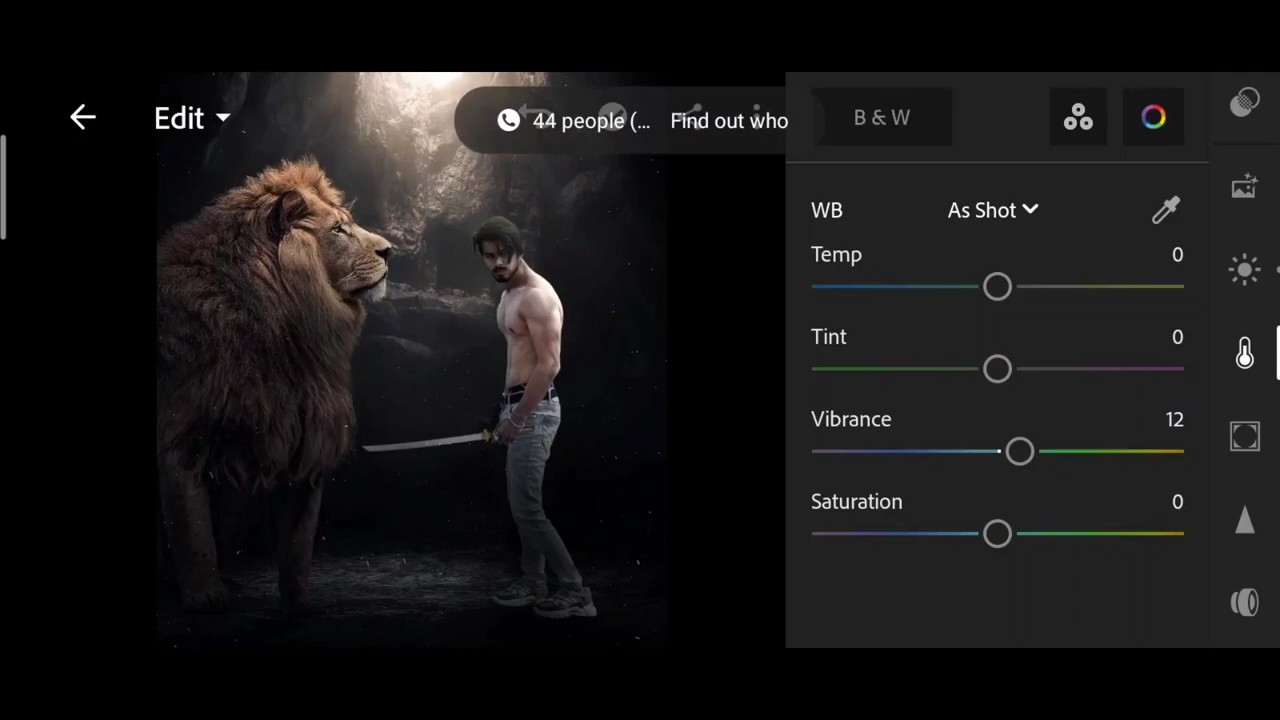 Edit
44 people (... Find out who
B & W
WB As Shot
Temp 0
Tint 0
Vibrance 12
Saturation 0